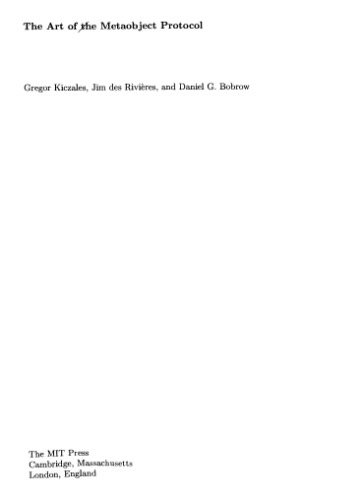 The Art of the Metaobject Protocol
Gregor Kiczales, Jim des Rivières, and Daniel G. Bobrow
The MIT Press
Cambridge, Massachusetts
London, England